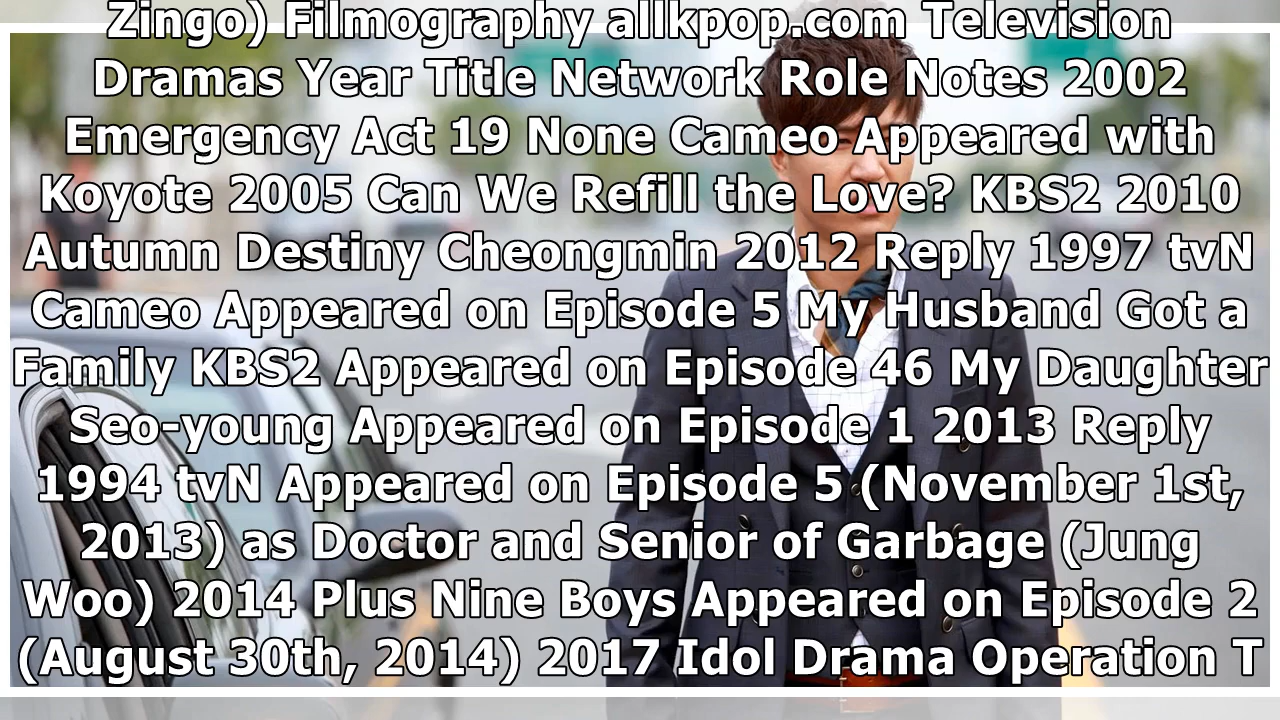 Zingo) Filmography allkpop.com Television
Dramas Year Title Network Role Notes 2002
Emergency Act 19 None Cameo Appeared with
Koyote 2005 Can We Refill the Love? KBS2 2010
Autumn Destiny Cheongmin 2012 Reply 1997 tvN
Cameo Appeared on Episode 5 My Husband Got a
Family KBS2 Appeared on Episode 46 My Daughter
Seo-young Appeared on Episode 1 2013 Reply
1994 tvN Appeared on Episode 5 (November 1st,
2013) as Doctor and Senior of Garbage (Jung
Woo) 2014 Plus Nine Boys Appeared on Episode 2
(August 30th, 2014) 2017 Idol Drama Operation T